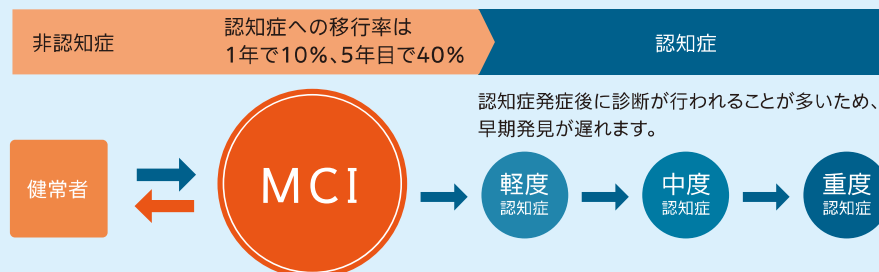 非認知症
認知症への移行率は
1年で10%、5年目で40%
認知症
認知症発症後に診断が行われることが多いため、
早期発見が遅れます。
健常者
MCI
軽度
認知症
中度
認知症
重度
認知症